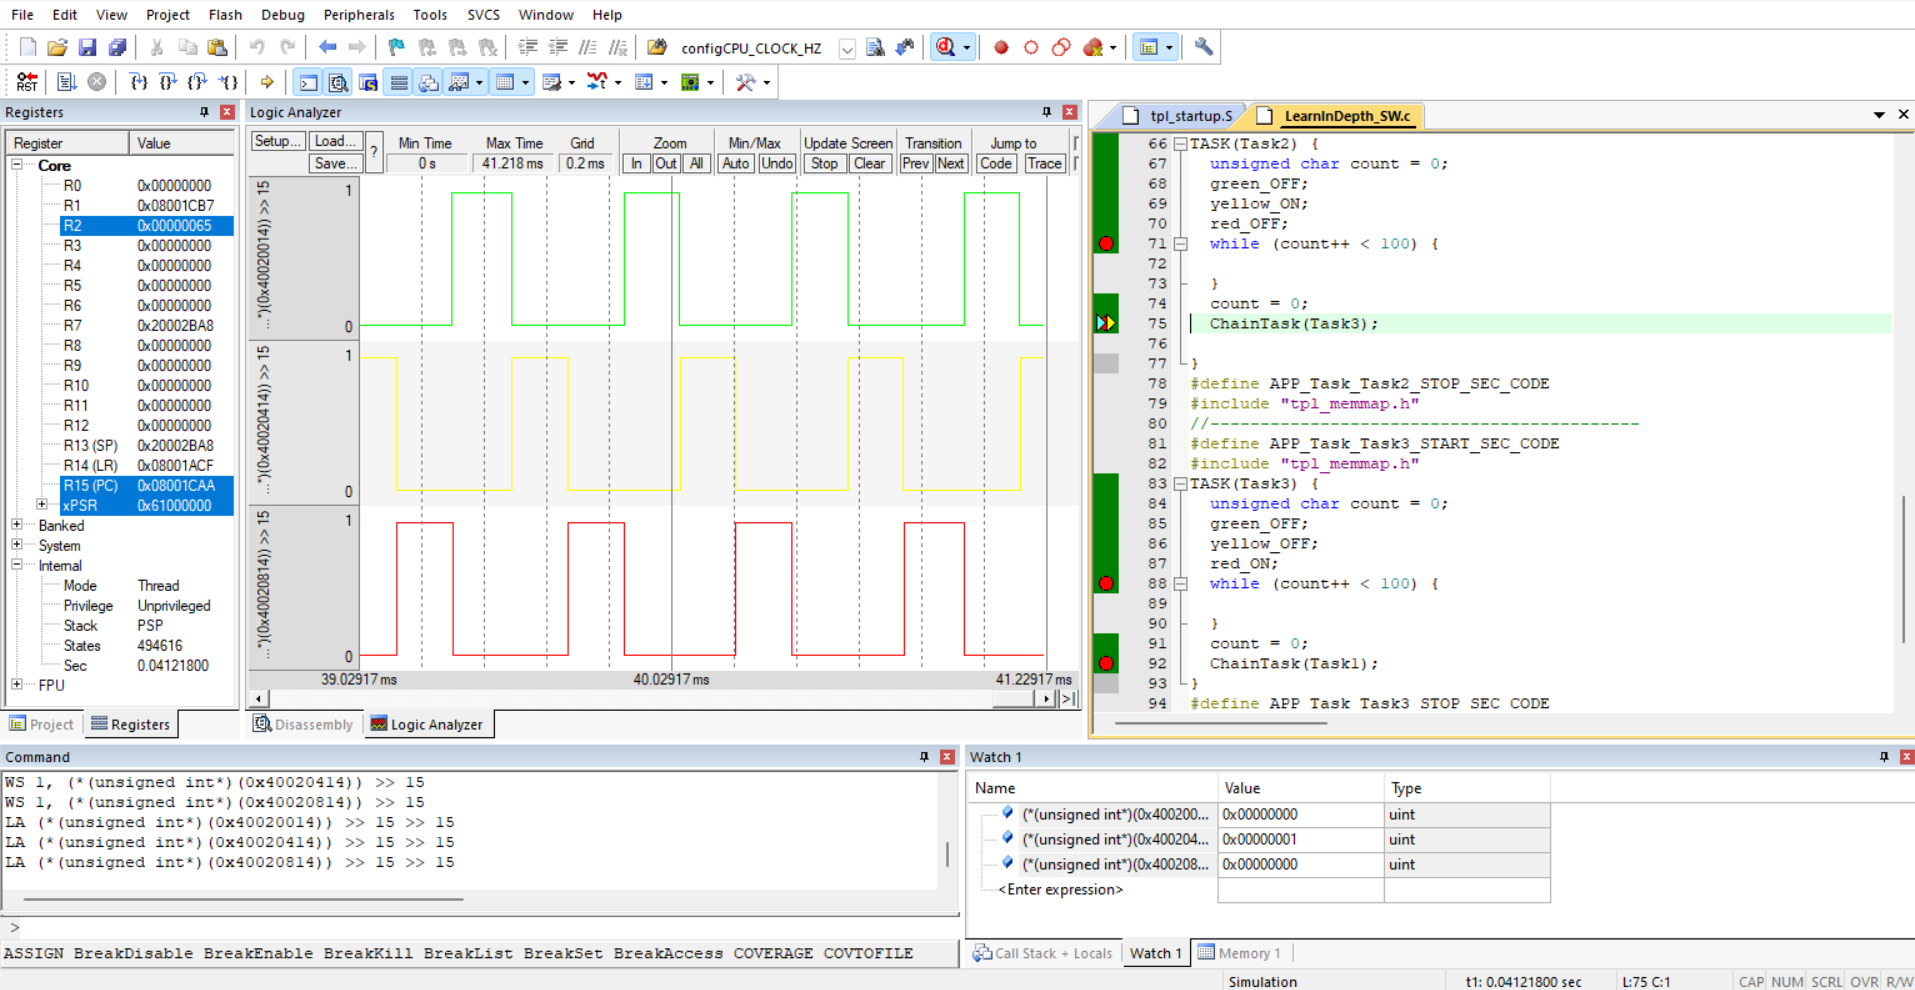 File Edit View Project Flash Debug Peripherals Tools SVCS Window Help
configCPU_CLOCK_HZ
RST
Registers
Register Value
Core
R0 0x00000000
R1 0x08001CB7
R2 0x00000065
R3 0x00000000
R4 0x00000000
R5 0x00000000
R6 0x00000000
R7 0x20002BA8
R8 0x00000000
R9 0x00000000
R10 0x00000000
R11 0x00000000
R12 0x00000000
R13 (SP) 0x20002BA8
R14 (LR) 0x08001ACF
R15 (PC) 0x08001CAA
xPSR 0x61000000
Banked
System
Internal
Mode Thread
Privilege Unprivileged
Stack PSP
States 494616
Sec 0.04121800
FPU
Project Registers
Logic Analyzer
Setup... Load... ? Min Time Max Time Grid Zoom Min/Max Update Screen Transition Jump to
Save... 0 s 41.218 ms 0.2 ms In Out All Auto Undo Stop Clear Prev Next Code Trace
...*)(0x40020014)) >> 15
1
0
...*)(0x40020414)) >> 15
1
0
...*)(0x40020814)) >> 15
1
0
39.02917 ms 40.02917 ms 41.22917 ms
Disassembly Logic Analyzer
tpl_startup.S LearnInDepth_SW.c
66 TASK(Task2) {
67 unsigned char count = 0;
68 green_OFF;
69 yellow_ON;
70 red_OFF;
71 while (count++ < 100) {
72
73 }
74 count = 0;
75 ChainTask(Task3);
76
77 }
78 #define APP_Task_Task2_STOP_SEC_CODE
79 #include "tpl_memmap.h"
80 //------------------------------------------
81 #define APP_Task_Task3_START_SEC_CODE
82 #include "tpl_memmap.h"
83 TASK(Task3) {
84 unsigned char count = 0;
85 green_OFF;
86 yellow_OFF;
87 red_ON;
88 while (count++ < 100) {
89
90 }
91 count = 0;
92 ChainTask(Task1);
93 }
94 #define APP_Task_Task3_STOP_SEC_CODE
Command
WS 1, (*(unsigned int*)(0x40020414)) >> 15
WS 1, (*(unsigned int*)(0x40020814)) >> 15
LA (*(unsigned int*)(0x40020014)) >> 15 >> 15
LA (*(unsigned int*)(0x40020414)) >> 15 >> 15
LA (*(unsigned int*)(0x40020814)) >> 15 >> 15
>
ASSIGN BreakDisable BreakEnable BreakKill BreakList BreakSet BreakAccess COVERAGE COVTOFILE
Watch 1
Name Value Type
(*(unsigned int*)(0x400200... 0x00000000 uint
(*(unsigned int*)(0x400204... 0x00000001 uint
(*(unsigned int*)(0x400208... 0x00000000 uint
<Enter expression>
Call Stack + Locals Watch 1 Memory 1
Simulation t1: 0.04121800 sec L:75 C:1 CAP NUM SCRL OVR R/W